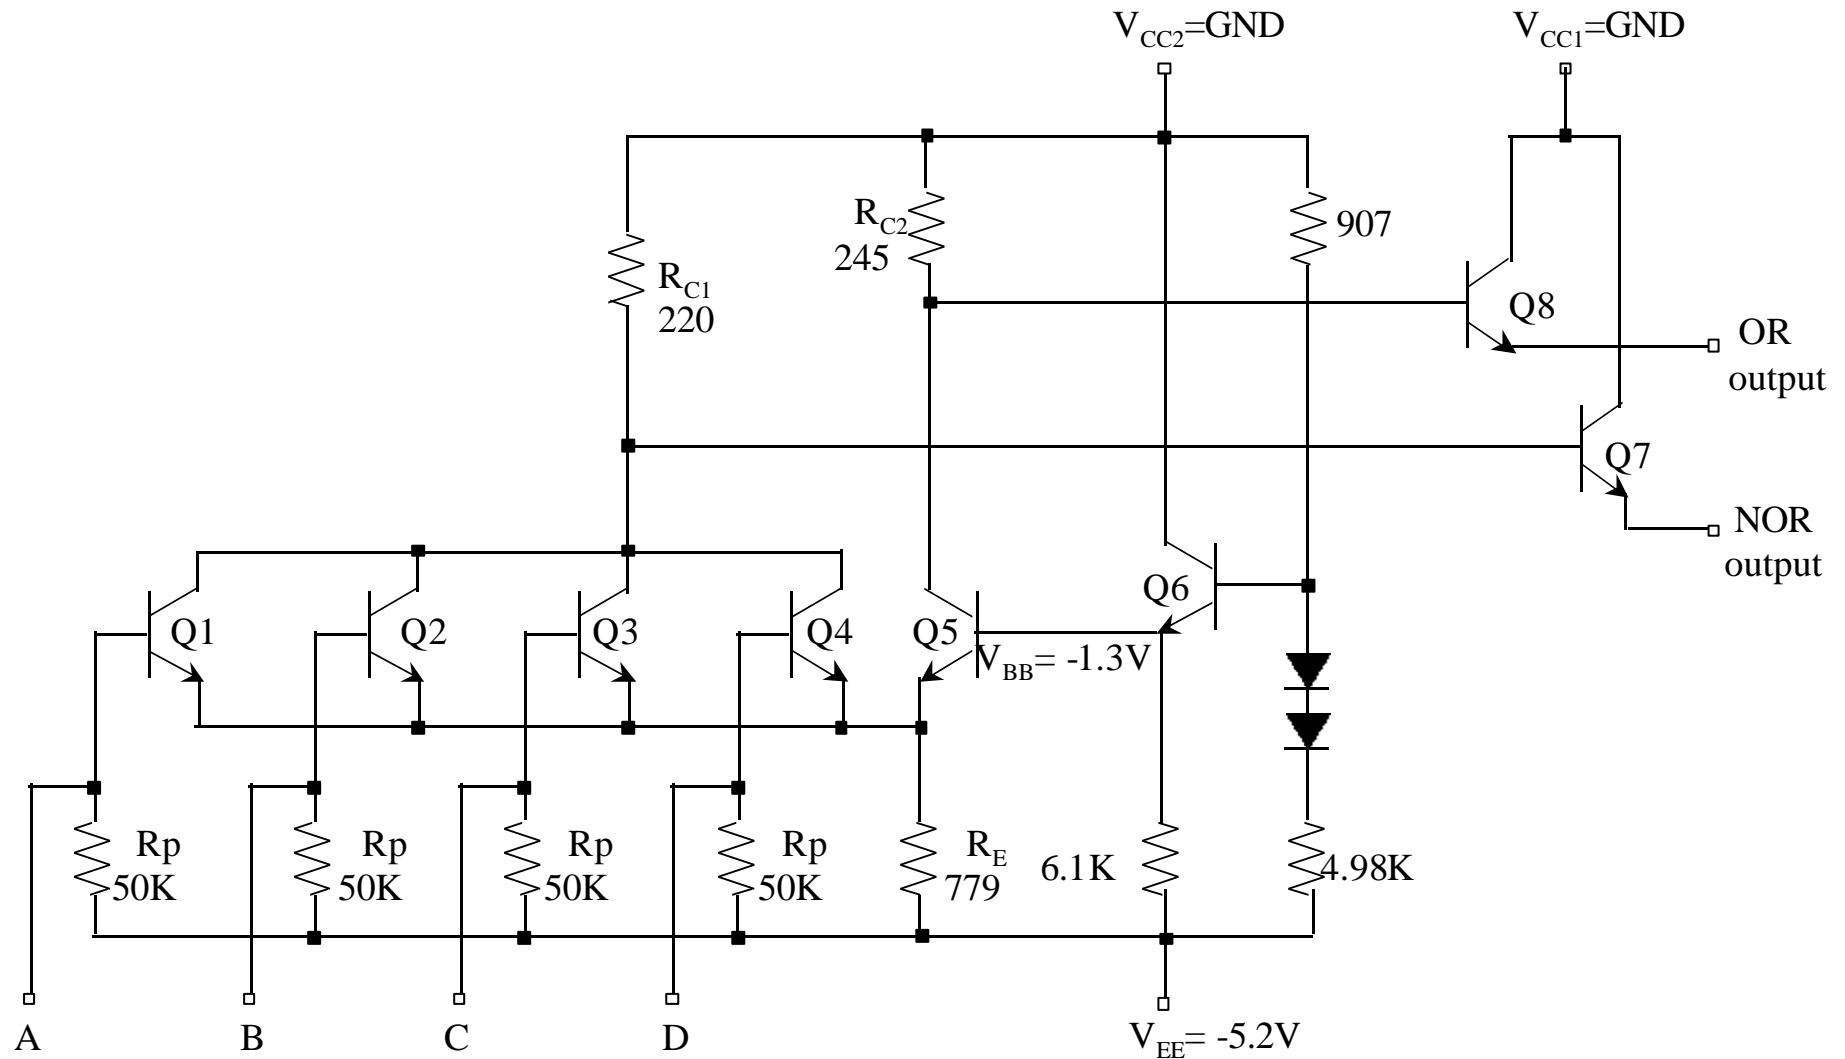 V_CC2=GND
V_CC1=GND
R_C2
245
907
R_C1
220
Q8
OR
output
Q7
NOR
output
Q1
Q2
Q3
Q4
Q5
Q6
V_BB= -1.3V
Rp
50K
Rp
50K
Rp
50K
Rp
50K
R_E
779
6.1K
4.98K
A
B
C
D
V_EE= -5.2V